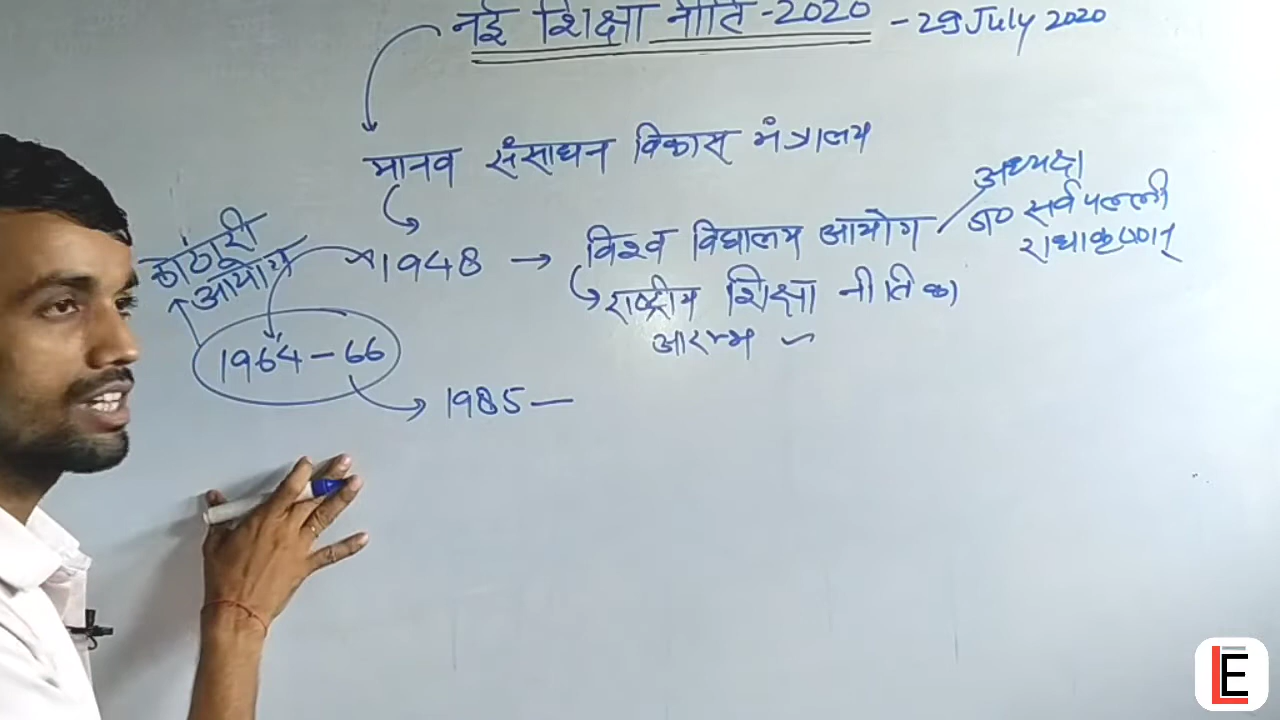 नई शिक्षा नीति-2020 - 29 July 2020
मानव संसाधन विकास मंत्रालय
अध्यक्ष
डा० सर्वपल्ली
राधाकृष्णन्
कोठारी
आयोग
1948 → विश्व विद्यालय आयोग
राष्ट्रीय शिक्षा नीति का
आरम्भ
1964-66
1985-
LE